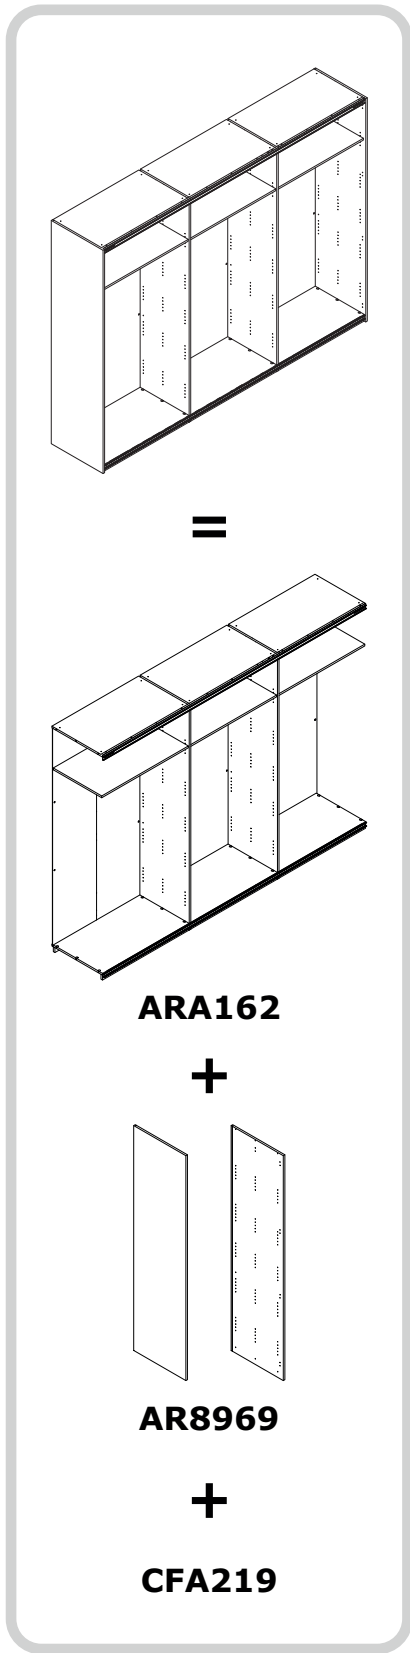 =
ARA162
+
AR8969
+
CFA219